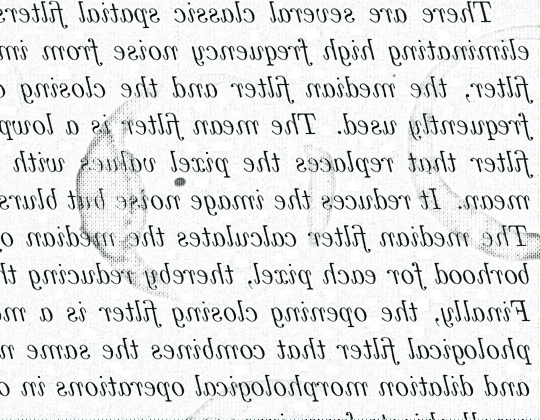 There are several classic spatial filters
eliminating high frequency noise from im
filter, the median filter and the closing
frequently used. The mean filter is a lowp
filter that replaces the pixel values with
mean. It reduces the image noise but blurs
The median filter calculates the median
borhood for each pixel, thereby reducing th
Finally, the opening closing filter is a
phological filter that combines the same
and dilation morphological operations in